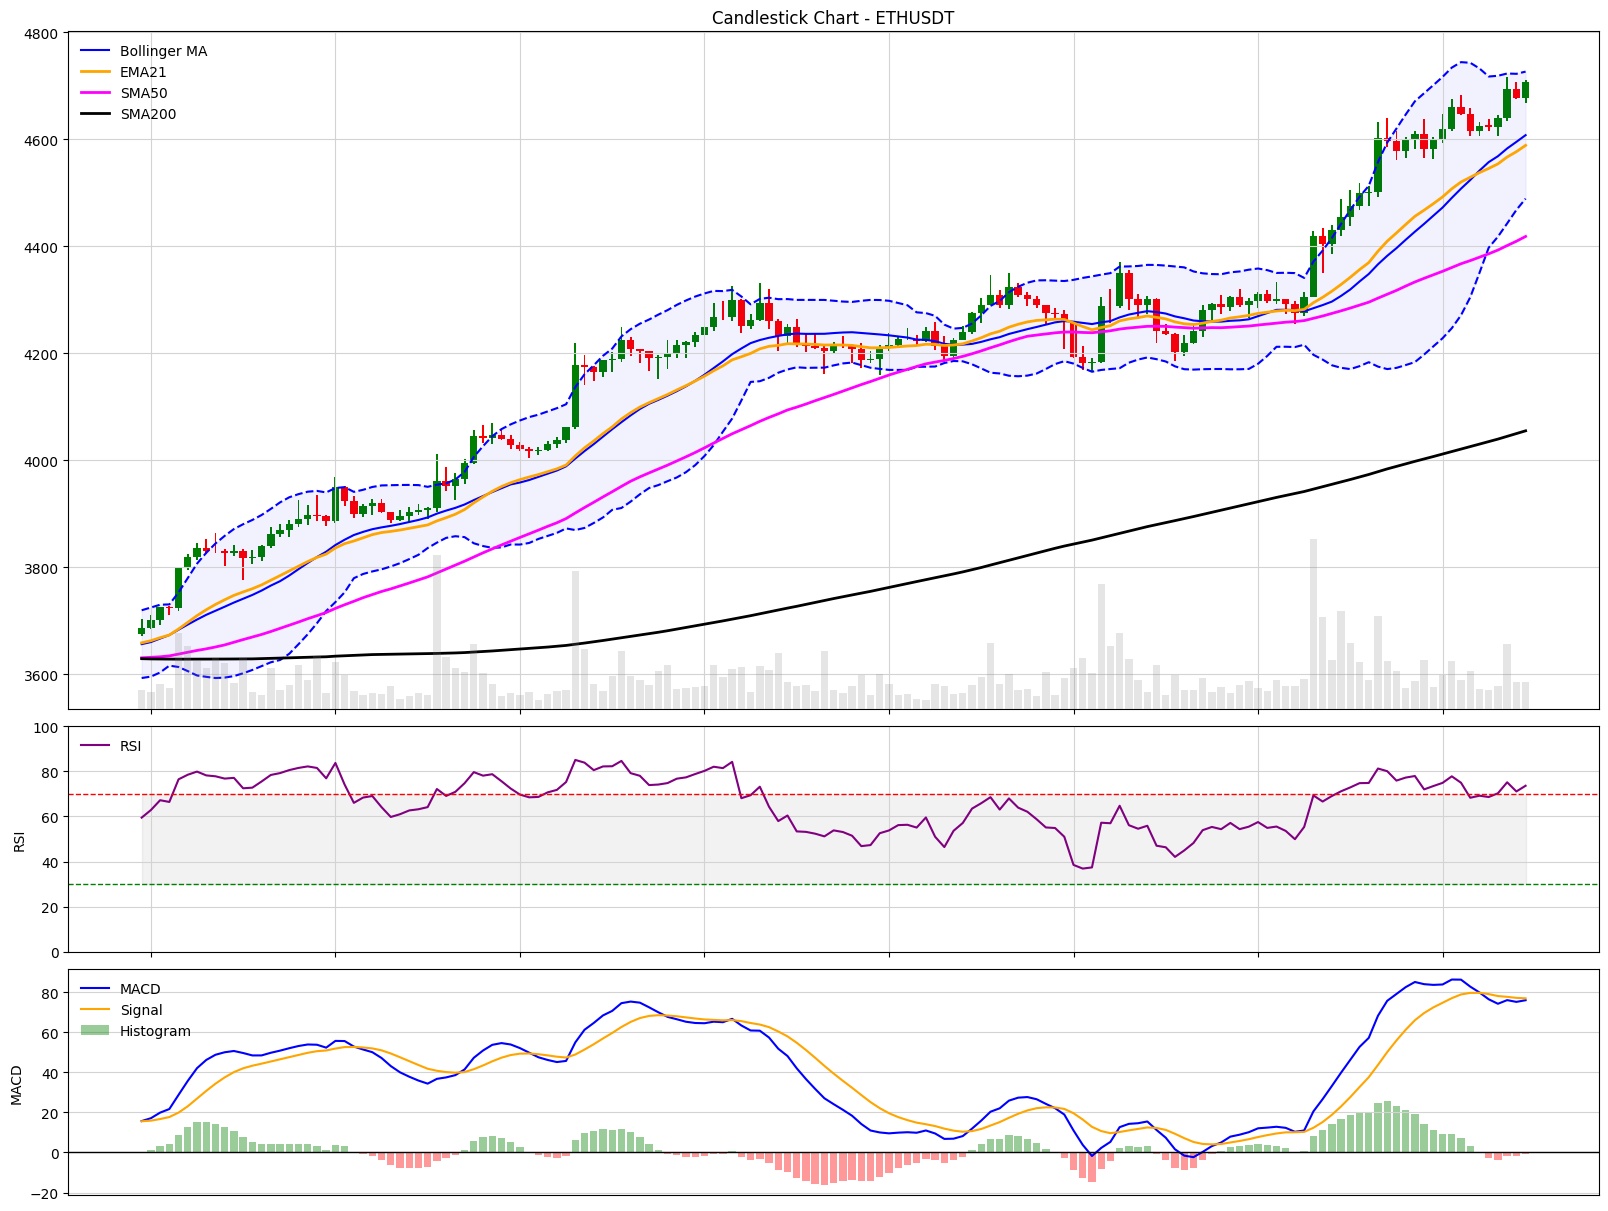 Candlestick Chart - ETHUSDT
4800
4600
4400
4200
4000
3800
3600
Bollinger MA
EMA21
SMA50
SMA200
100
80
60
40
20
0
RSI
RSI
80
60
40
20
0
−20
MACD
MACD
Signal
Histogram